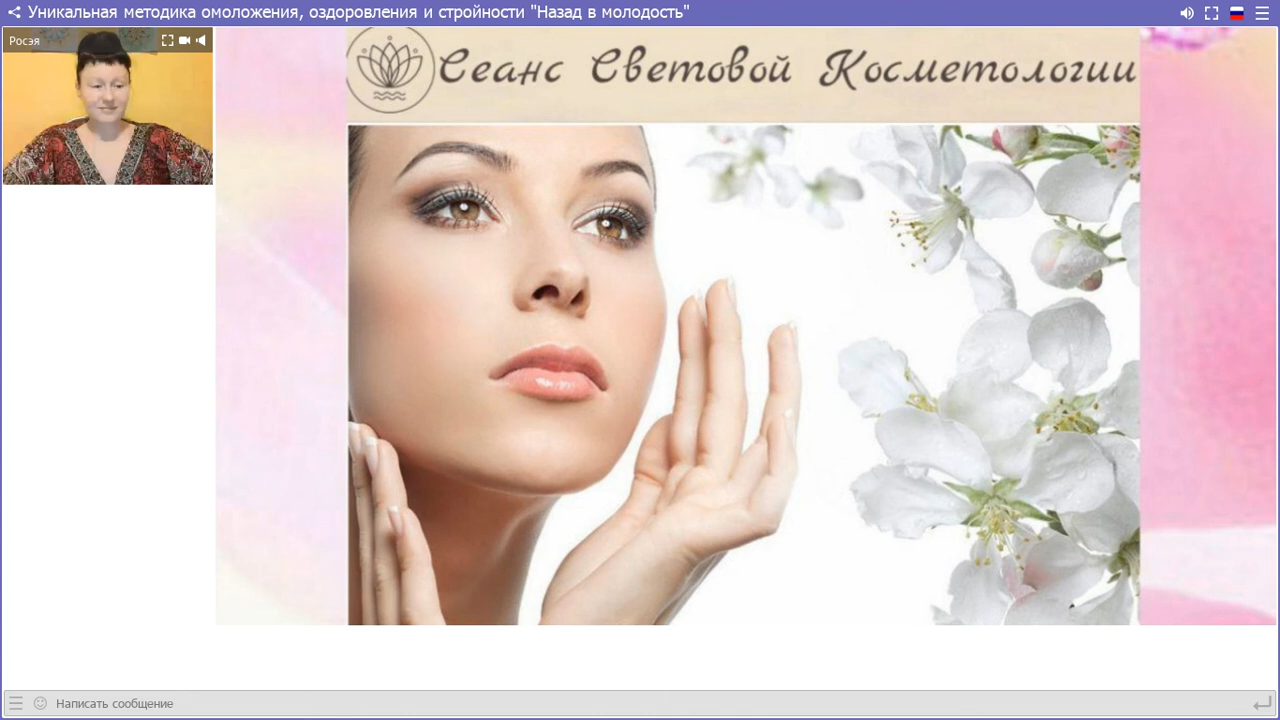 Уникальная методика омоложения, оздоровления и стройности "Назад в молодость"
Росэя
Сеанс Световой Косметологии
Написать сообщение